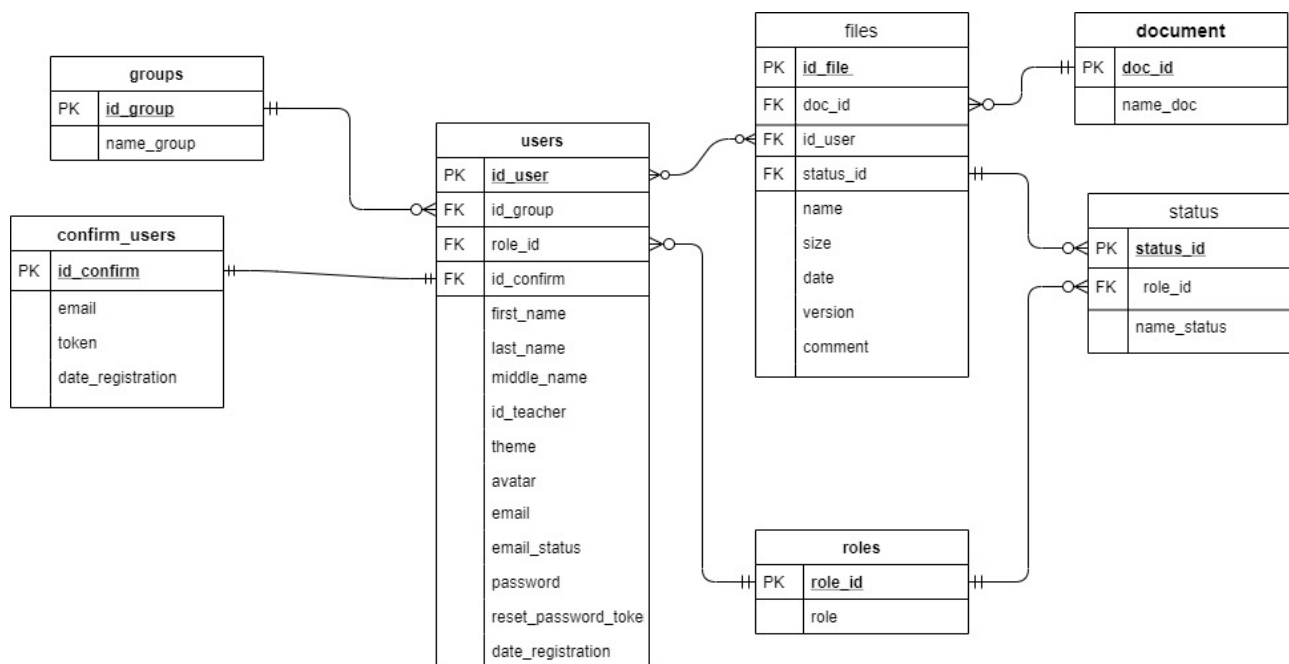 groups
PK id_group
name_group
confirm_users
PK id_confirm
email
token
date_registration
users
PK id_user
FK id_group
FK role_id
FK id_confirm
first_name
last_name
middle_name
id_teacher
theme
avatar
email
email_status
password
reset_password_toke
date_registration
files
PK id_file
FK doc_id
FK id_user
FK status_id
name
size
date
version
comment
document
PK doc_id
name_doc
status
PK status_id
FK role_id
name_status
roles
PK role_id
role